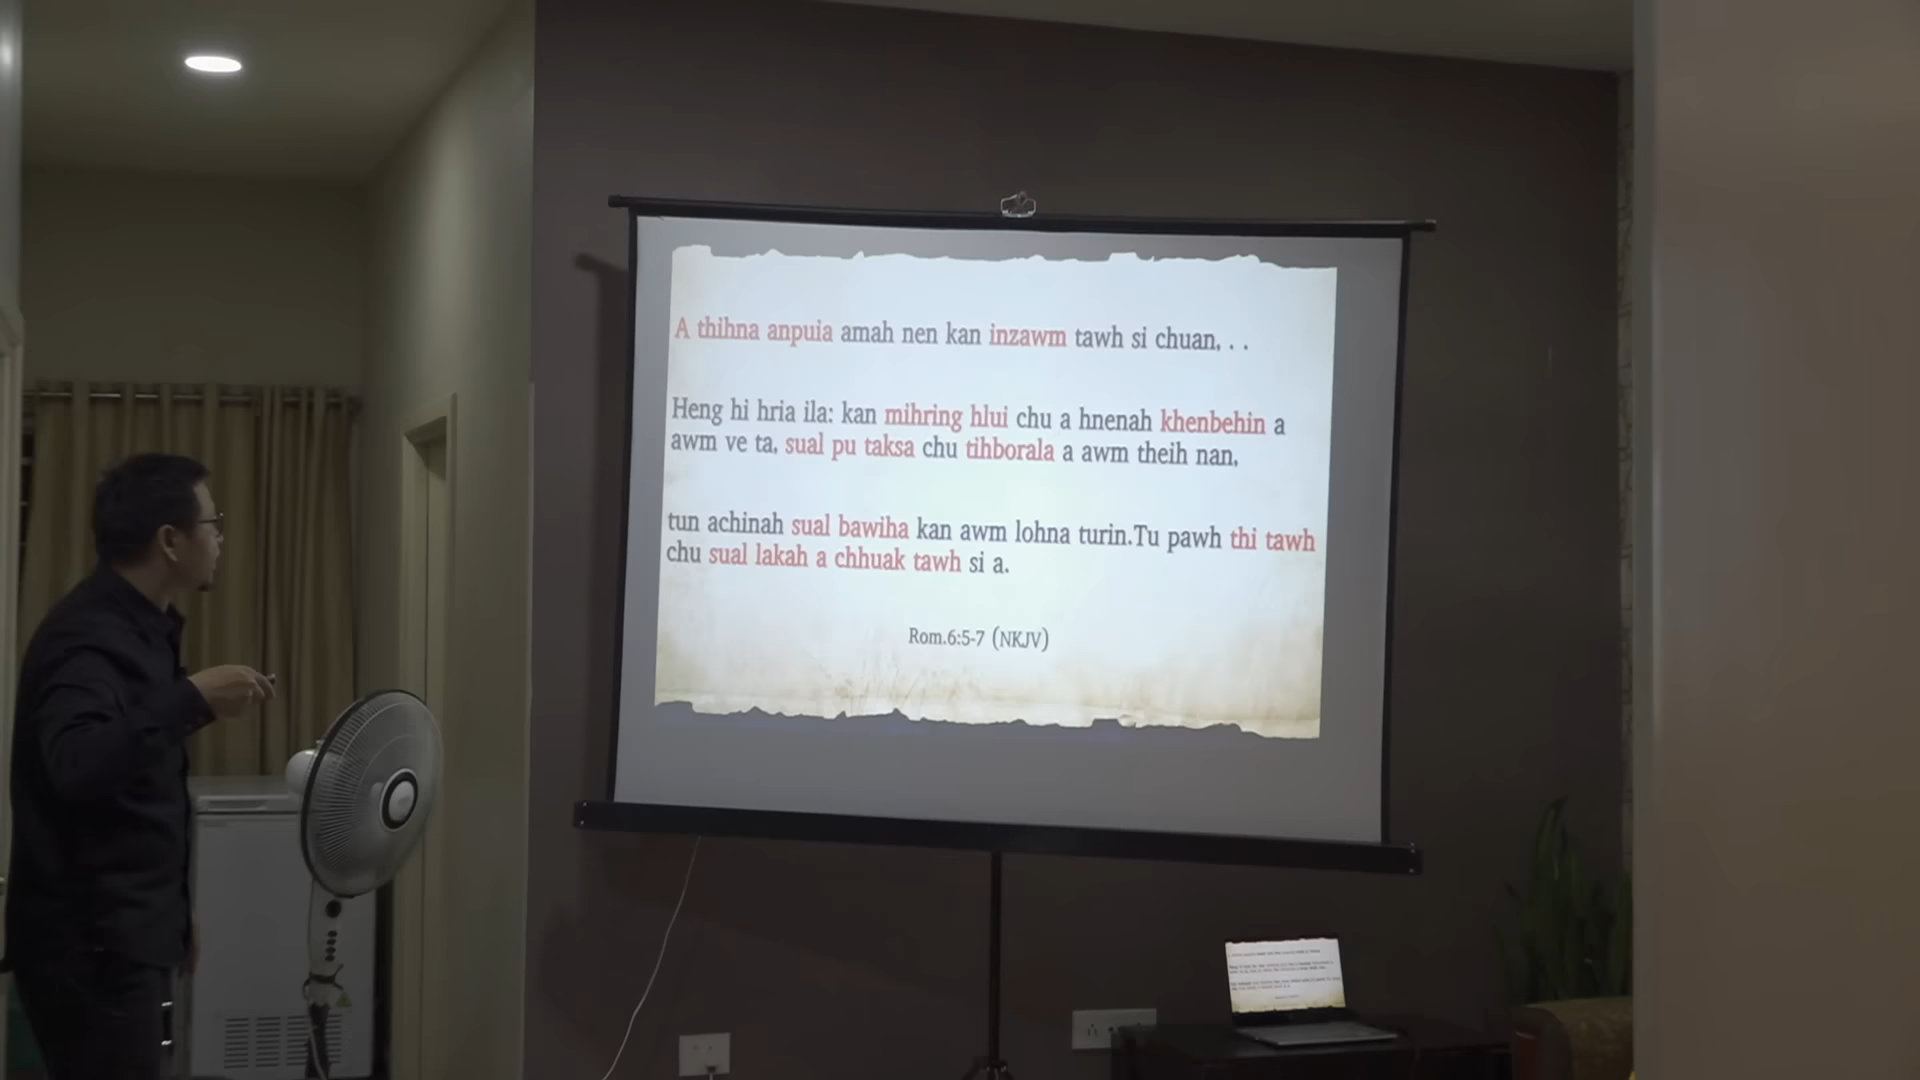 A thihna anpuia amah nen kan inzawm tawh si chuan, . .
Heng hi hria ila: kan mihring hlui chu a hnenah khenbehin a
awm ve ta, sual pu taksa chu tihborala a awm theih nan,
tun achinah sual bawiha kan awm lohna turin.Tu pawh thi tawh
chu sual lakah a chhuak tawh si a.
Rom.6:5-7 (NKJV)